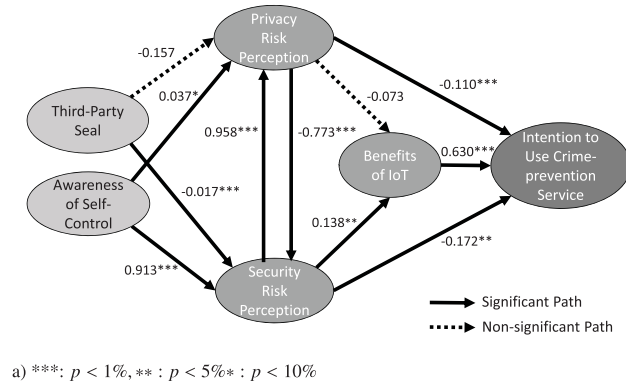 Privacy
Risk
Perception
-0.157
-0.110***
0.037*
-0.073
Third-Party
Seal
0.958***
-0.773***
Benefits
of IoT
0.630***
Intention to
Use Crime-
prevention
Service
Awareness
of Self-
Control
-0.017***
0.138**
-0.172**
0.913***
Security
Risk
Perception
Significant Path
Non-significant Path
a) ***: p < 1%, ** : p < 5%* : p < 10%